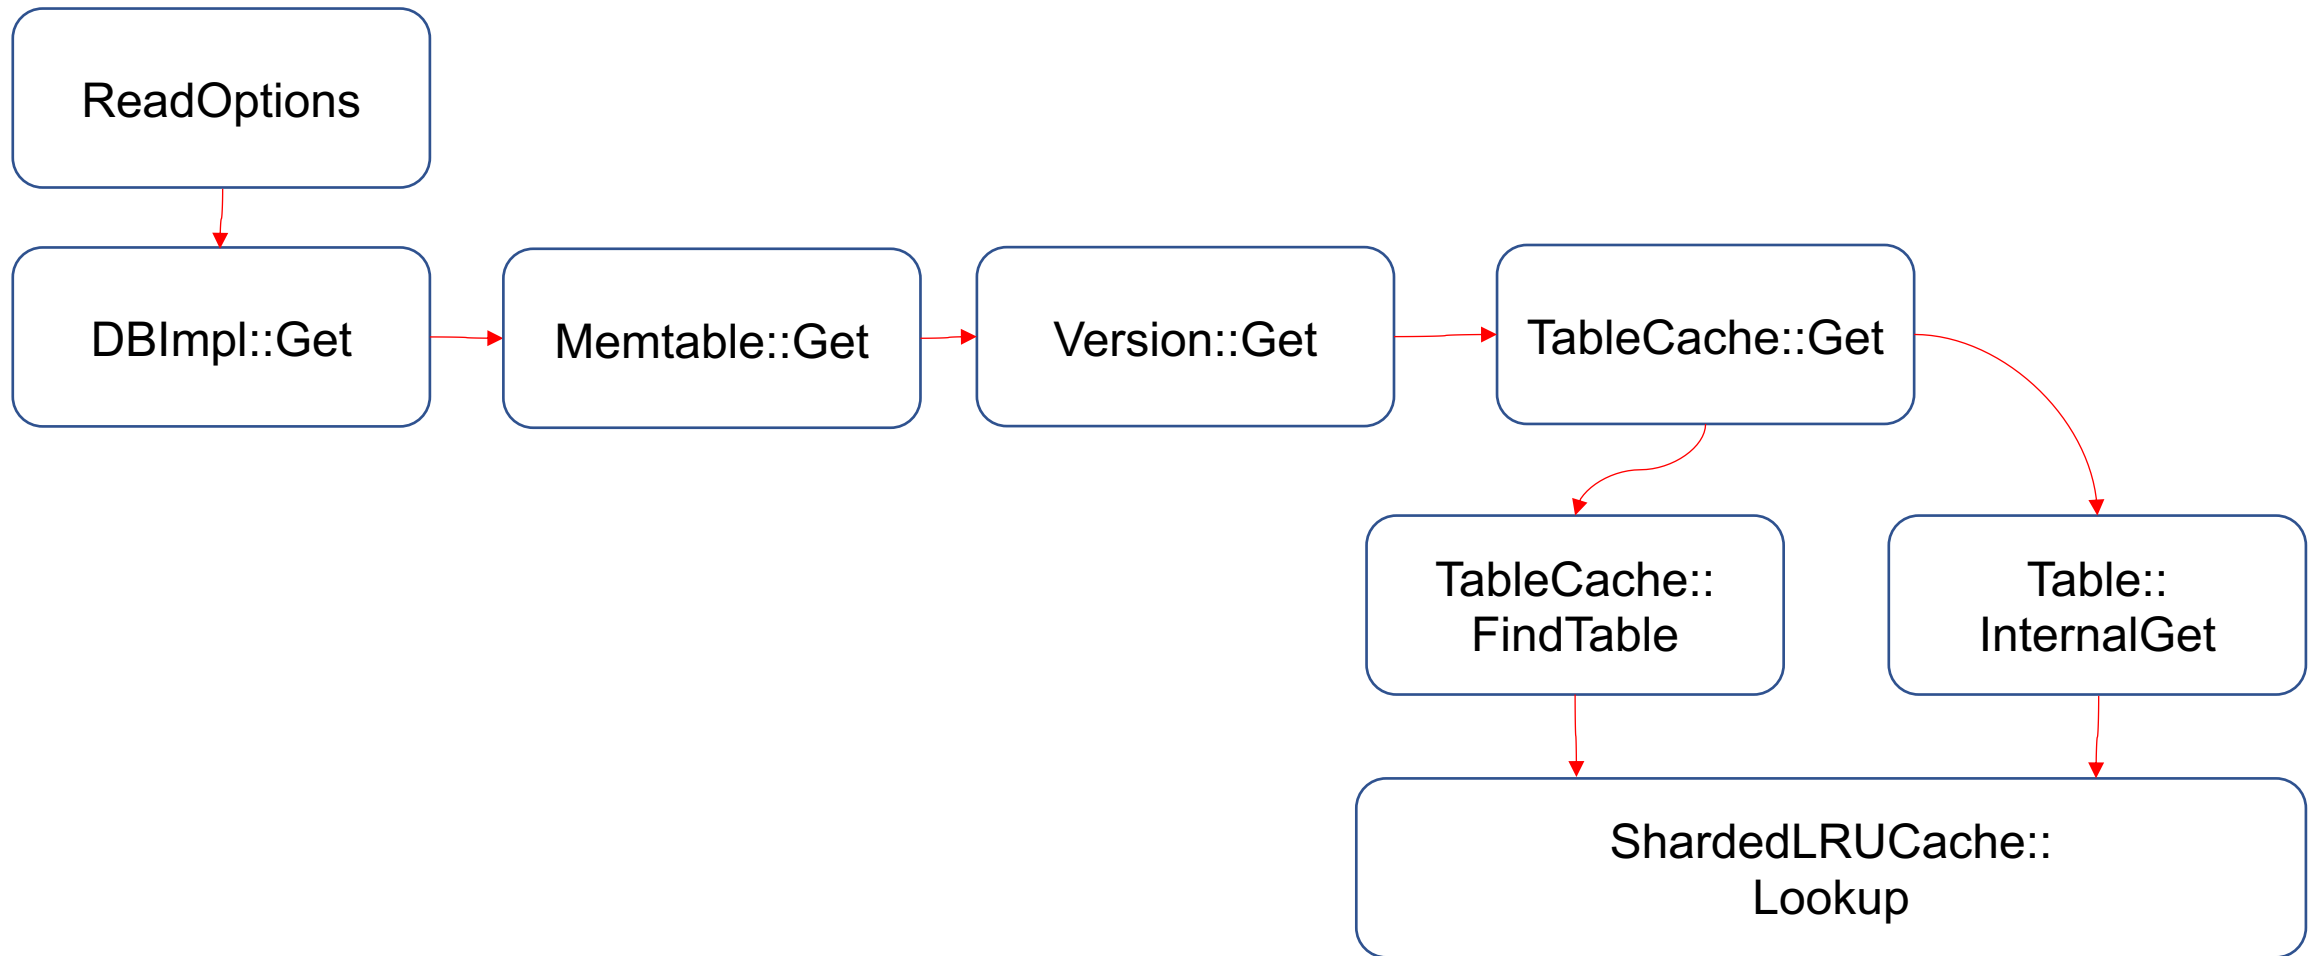 ReadOptions
DBImpl::Get
Memtable::Get
Version::Get
TableCache::Get
TableCache::
FindTable
Table::
InternalGet
ShardedLRUCache::
Lookup